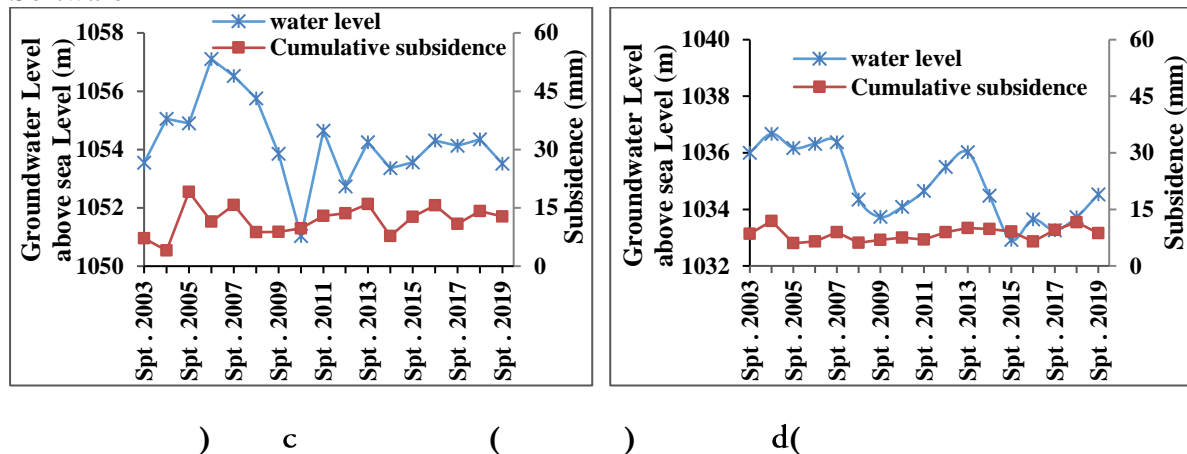 1058
1056
1054
1052
1050
Groundwater Level
above sea Level (m)
water level
Cumulative subsidence
60
45
30
15
0
Subsidence (mm)
Spt . 2003
Spt . 2005
Spt . 2007
Spt . 2009
Spt . 2011
Spt . 2013
Spt . 2015
Spt . 2017
Spt . 2019
1040
1038
1036
1034
1032
Groundwater Level
above sea Level (m)
water level
Cumulative subsidence
60
45
30
15
0
Subsidence (mm)
Spt . 2003
Spt . 2005
Spt . 2007
Spt . 2009
Spt . 2011
Spt . 2013
Spt . 2015
Spt . 2017
Spt . 2019
) c ( ) d(